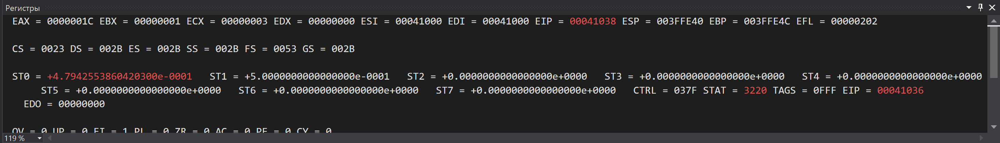 Регистры
EAX = 0000001C EBX = 00000001 ECX = 00000003 EDX = 00000000 ESI = 00041000 EDI = 00041000 EIP = 00041038 ESP = 003FFE40 EBP = 003FFE4C EFL = 00000202
CS = 0023 DS = 002B ES = 002B SS = 002B FS = 0053 GS = 002B
ST0 = +4.7942553860420300e-0001 ST1 = +5.0000000000000000e-0001 ST2 = +0.0000000000000000e+0000 ST3 = +0.0000000000000000e+0000 ST4 = +0.0000000000000000e+0000
ST5 = +0.0000000000000000e+0000 ST6 = +0.0000000000000000e+0000 ST7 = +0.0000000000000000e+0000 CTRL = 037F STAT = 3220 TAGS = 0FFF EIP = 00041036
EDO = 00000000
OV = 0 UP = 0 EI = 1 PL = 0 ZR = 0 AC = 0 PE = 0 CY = 0
119 %